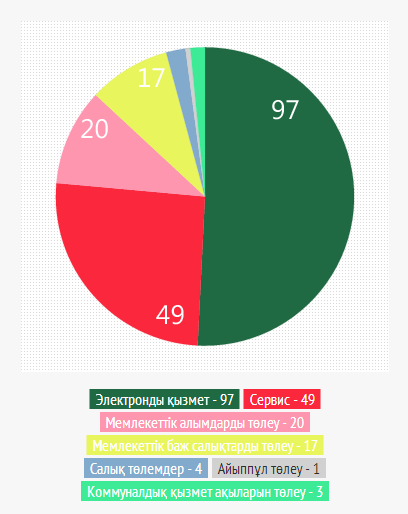 17
97
20
49
Электронды қызмет - 97 Сервис - 49
Мемлекеттік алымдарды төлеу - 20
Мемлекеттік баж салықтарды төлеу - 17
Салық төлемдер - 4 Айыппұл төлеу - 1
Коммуналдық қызмет ақыларын төлеу - 3